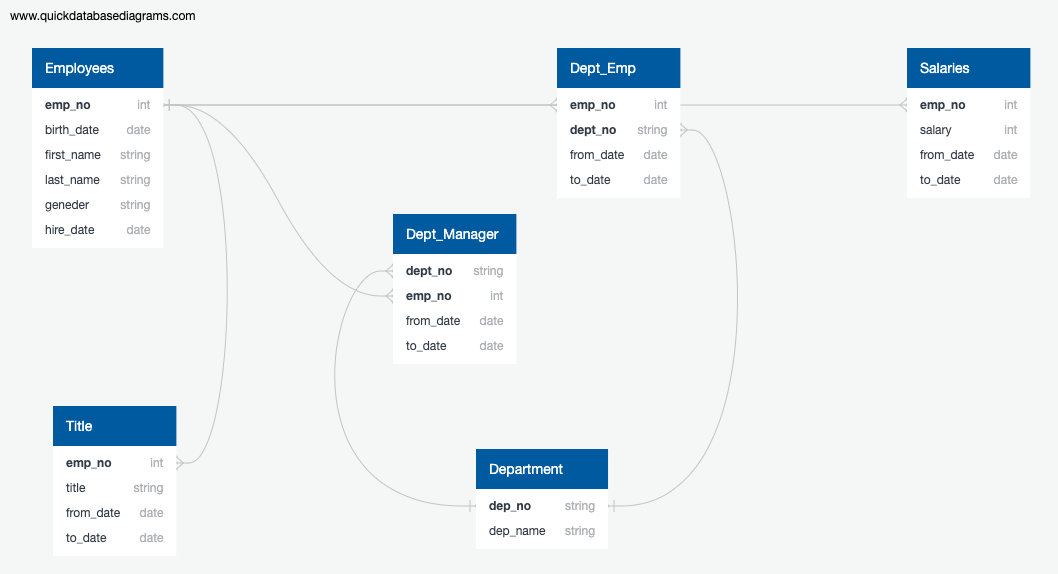 www.quickdatabasediagrams.com
Employees
emp_no int
birth_date date
first_name string
last_name string
geneder string
hire_date date
Dept_Emp
emp_no int
dept_no string
from_date date
to_date date
Salaries
emp_no int
salary int
from_date date
to_date date
Dept_Manager
dept_no string
emp_no int
from_date date
to_date date
Title
emp_no int
title string
from_date date
to_date date
Department
dep_no string
dep_name string